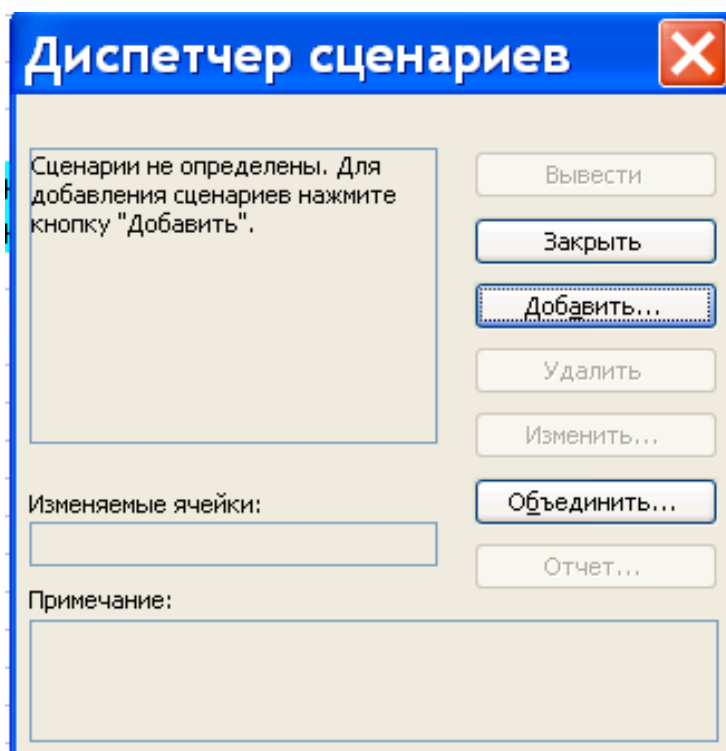 Диспетчер сценариев
Сценарии не определены. Для
добавления сценариев нажмите
кнопку "Добавить".
Вывести
Закрыть
Добавить...
Удалить
Изменить...
Изменяемые ячейки:
Объединить...
Отчет...
Примечание: